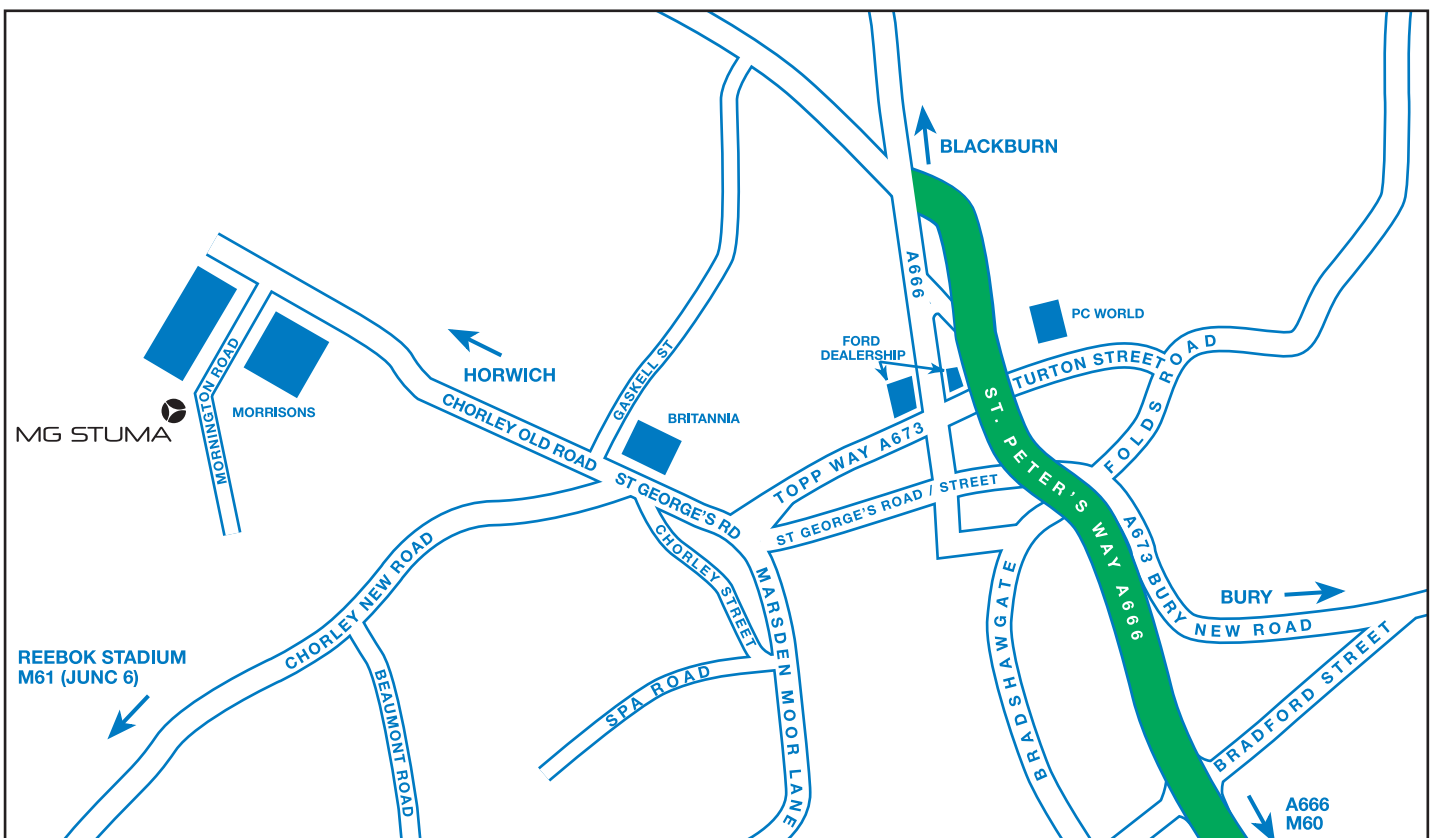 BLACKBURN
A666
PC WORLD
FORD
DEALERSHIP
TURTON STREET
FOLDS ROAD
HORWICH
GASKELL ST
BRITANNIA
MORRISONS
MORNINGTON ROAD
MG STUMA
CHORLEY OLD ROAD
ST GEORGE'S RD
TOPP WAY A673
ST GEORGE'S ROAD / STREET
ST. PETER'S WAY A666
CHORLEY NEW ROAD
CHORLEY STREET
MARSDEN MOOR LANE
BRADSHAWGATE
A673 BURY NEW ROAD
BURY
REEBOK STADIUM
M61 (JUNC 6)
BEAUMONT ROAD
SPA ROAD
BRADFORD STREET
A666
M60